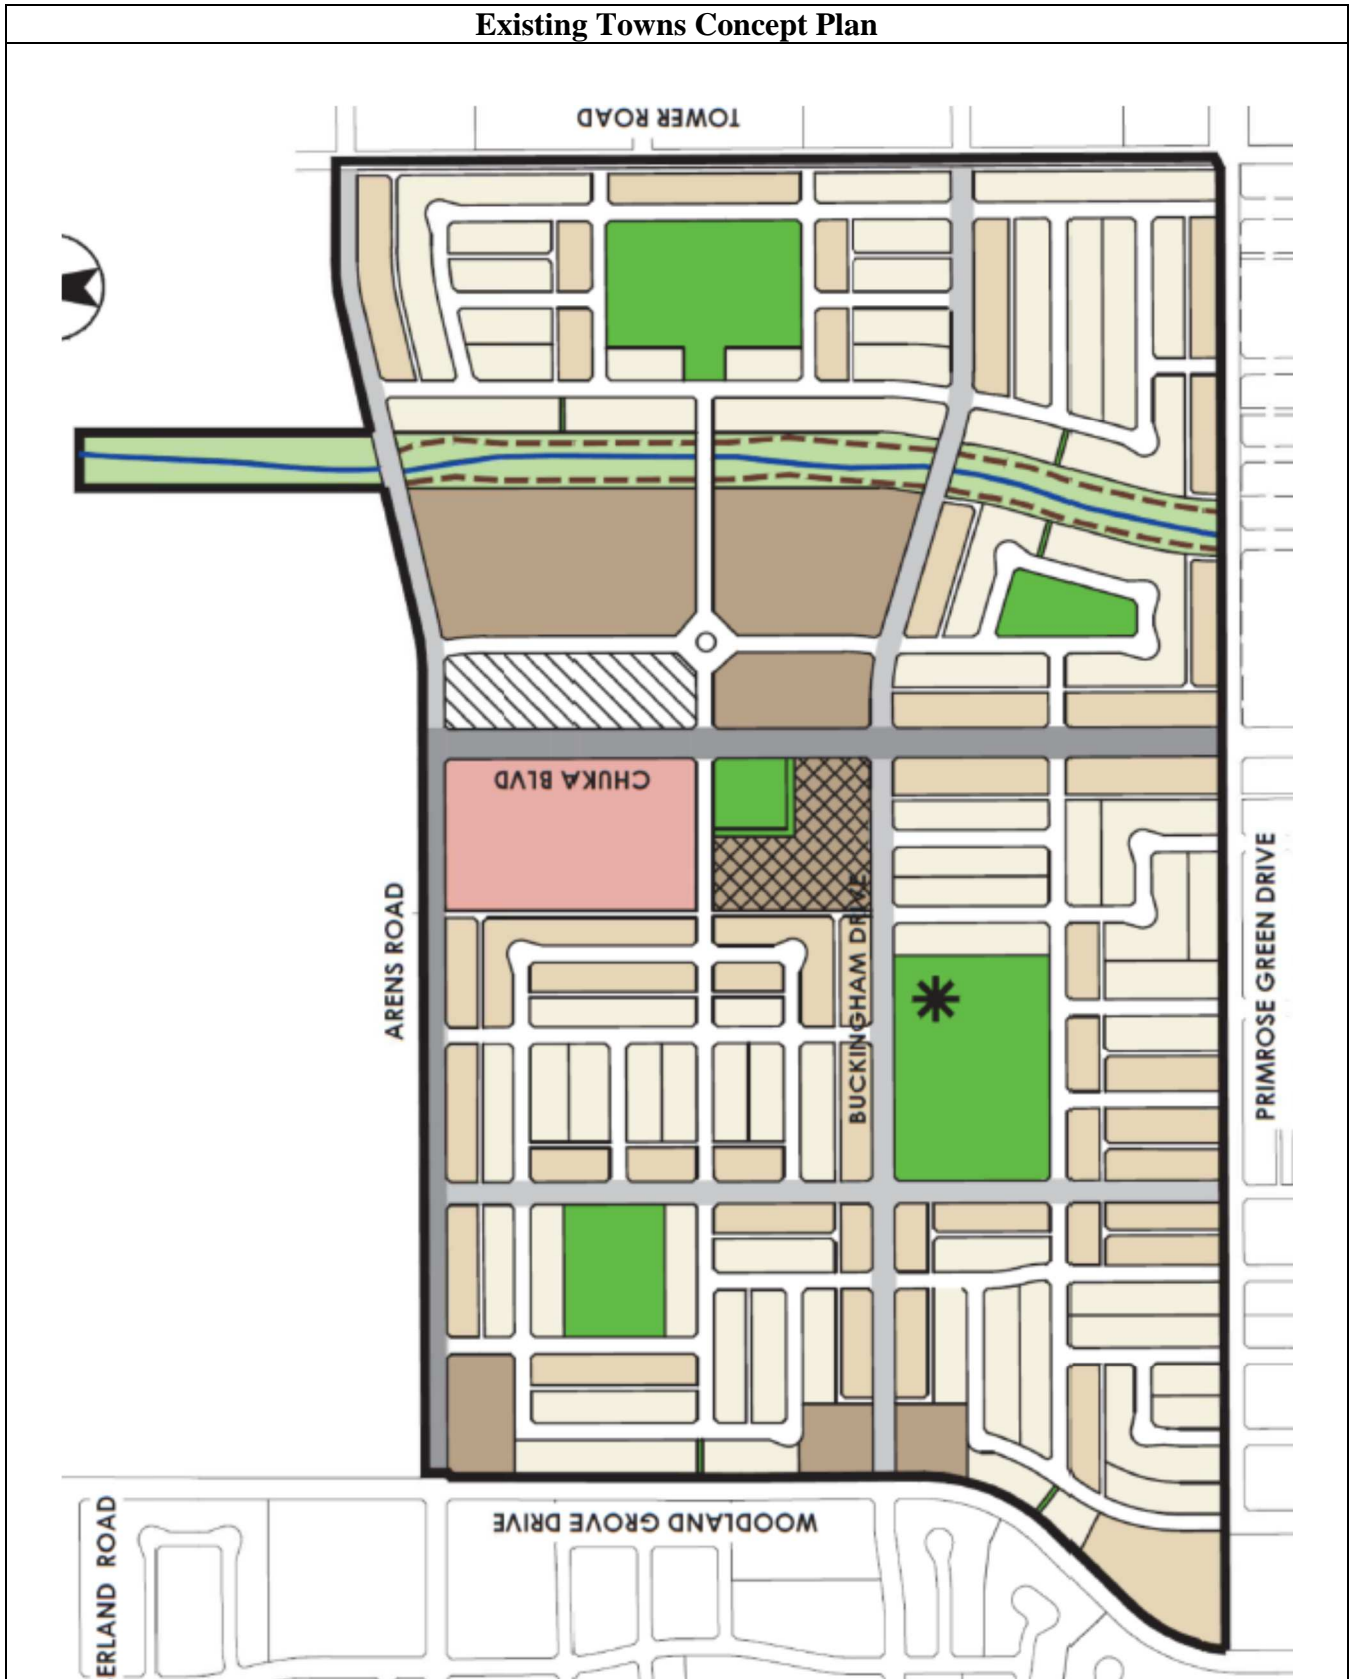 Existing Towns Concept Plan
TOWER ROAD
CHUKA BLVD
ARENS ROAD
BUCKINGHAM DRIVE
PRIMROSE GREEN DRIVE
WOODLAND GROVE DRIVE
ERLAND ROAD